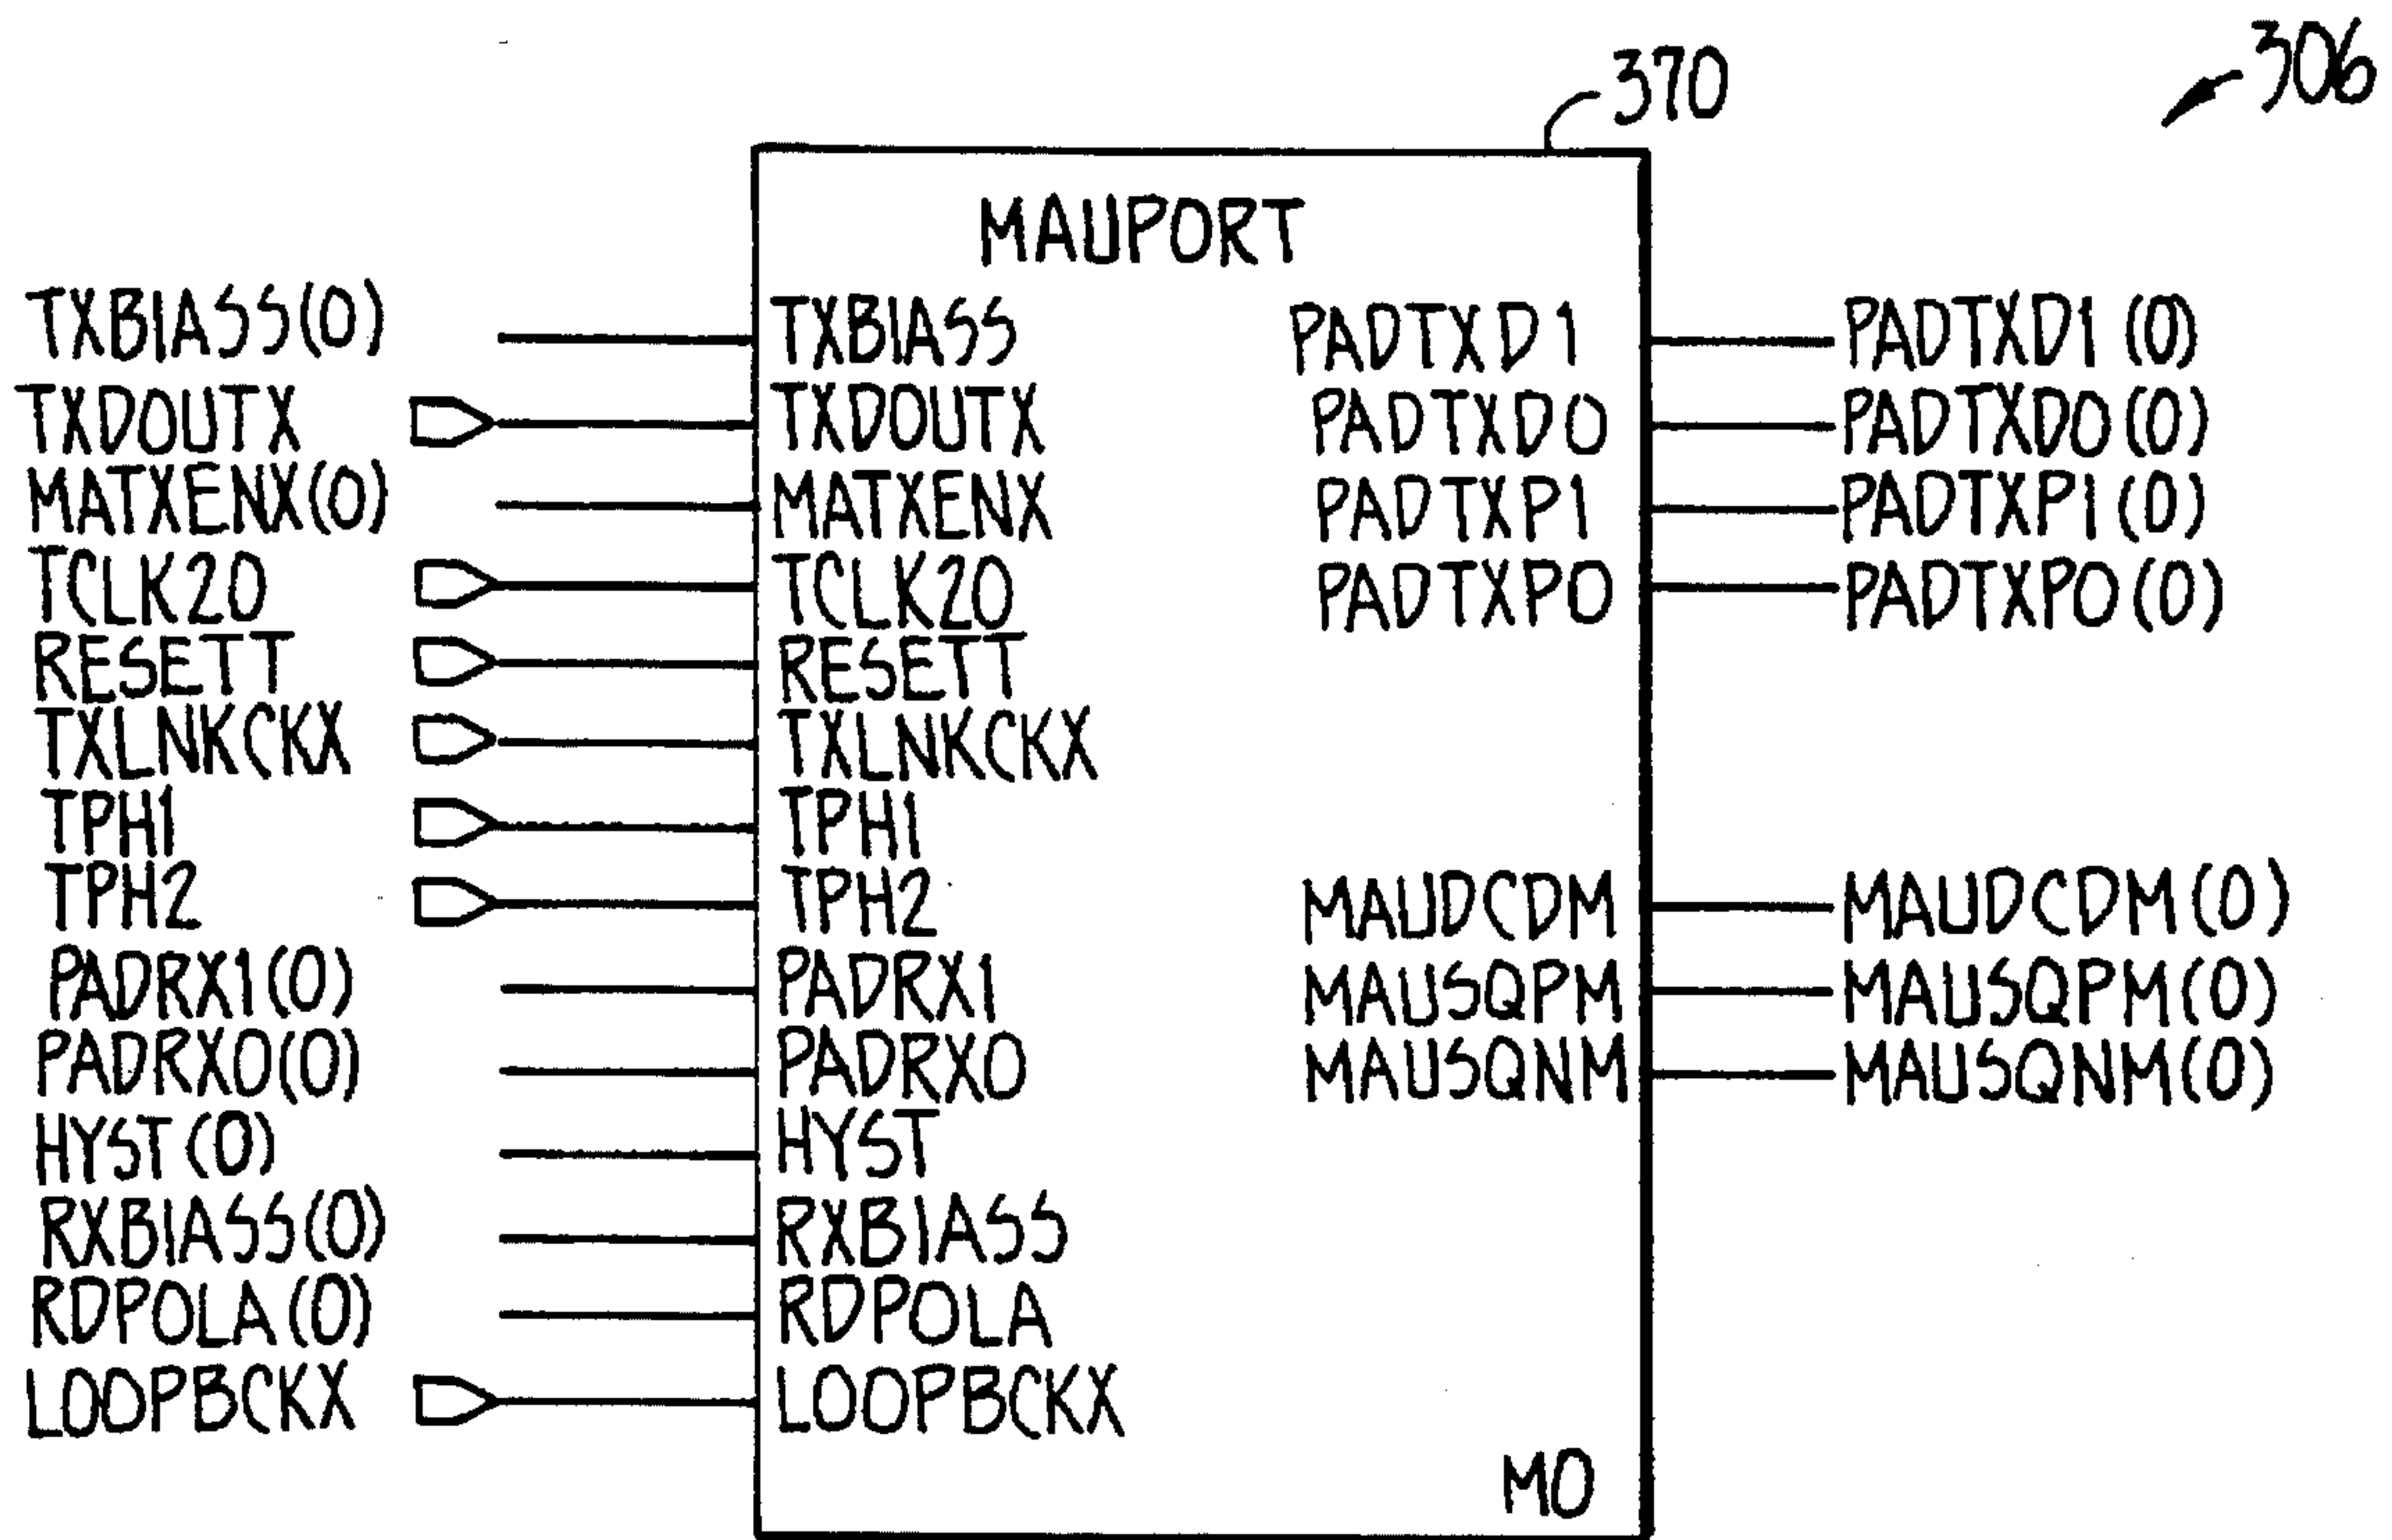 306
370
MAUPORT
TXBIASS(0) TXBIASS PADTXD1 PADTXD1(0)
TXDOUTX TXDOUTX PADTXD0 PADTXD0(0)
MATXENX(0) MATXENX PADTXP1 PADTXP1(0)
TCLK20 TCLK20 PADTXP0 PADTXP0(0)
RESETT RESETT
TXLNKCKX TXLNKCKX
TPH1 TPH1
TPH2 TPH2 MAUDCDM MAUDCDM(0)
PADRX1(0) PADRX1 MAUSQPM MAUSQPM(0)
PADRX0(0) PADRX0 MAUSQNM MAUSQNM(0)
HYST(0) HYST
RXBIASS(0) RXBIASS
RDPOLA(0) RDPOLA
LOOPBCKX LOOPBCKX
M0